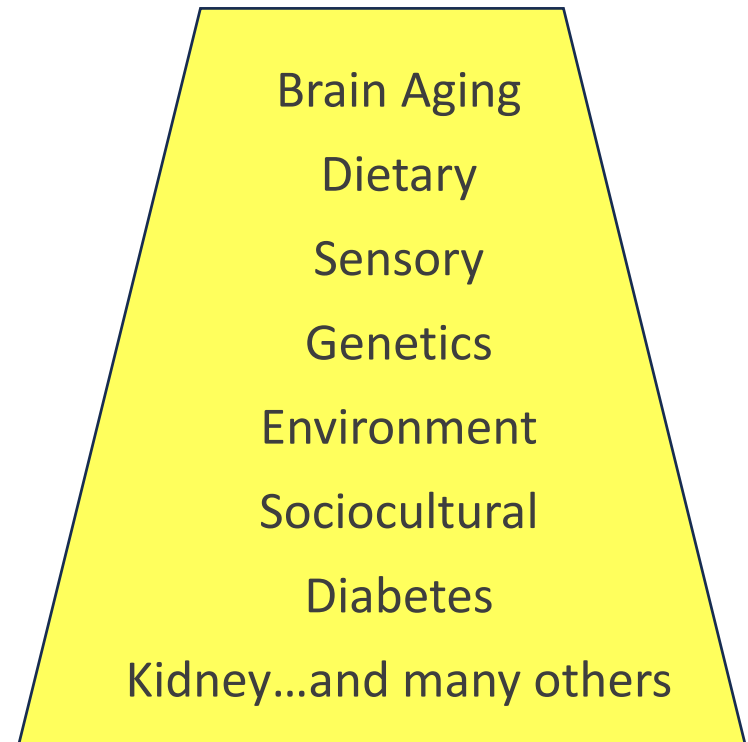 Brain Aging
Dietary
Sensory
Genetics
Environment
Sociocultural
Diabetes
Kidney...and many others